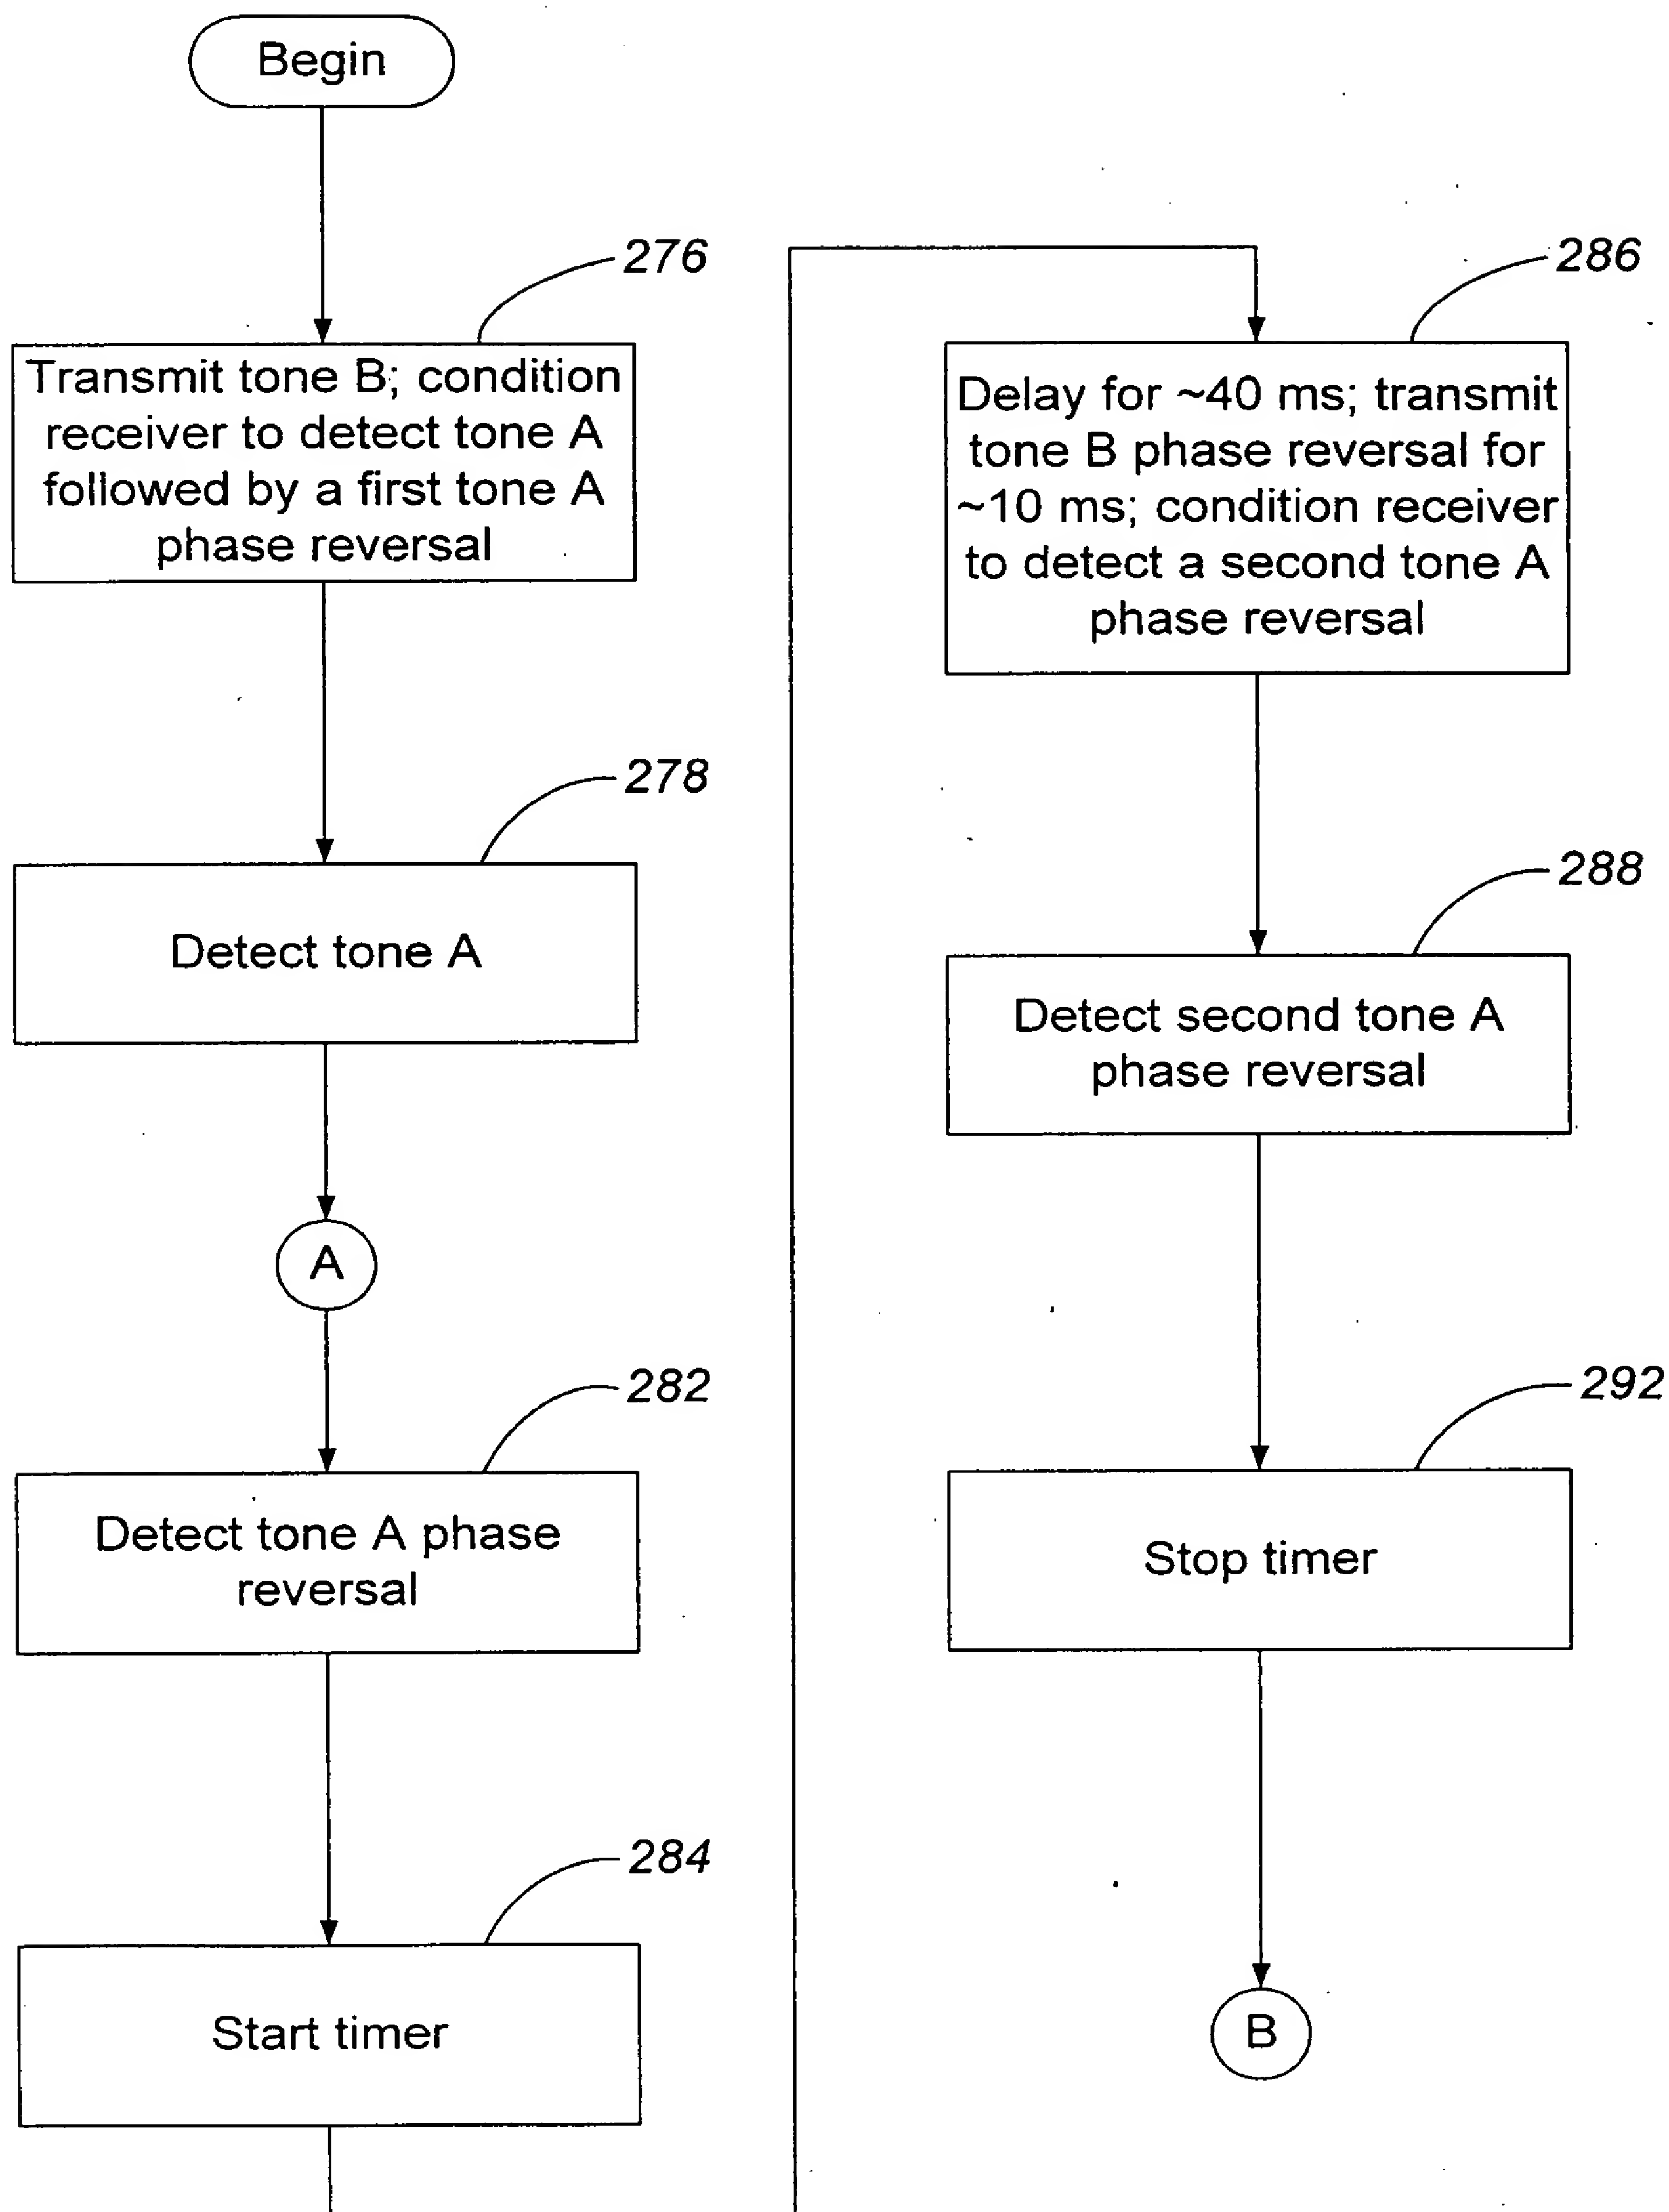 Begin
276
Transmit tone B; condition
receiver to detect tone A
followed by a first tone A
phase reversal
278
Detect tone A
A
282
Detect tone A phase
reversal
284
Start timer
286
Delay for ~40 ms; transmit
tone B phase reversal for
~10 ms; condition receiver
to detect a second tone A
phase reversal
288
Detect second tone A
phase reversal
292
Stop timer
B